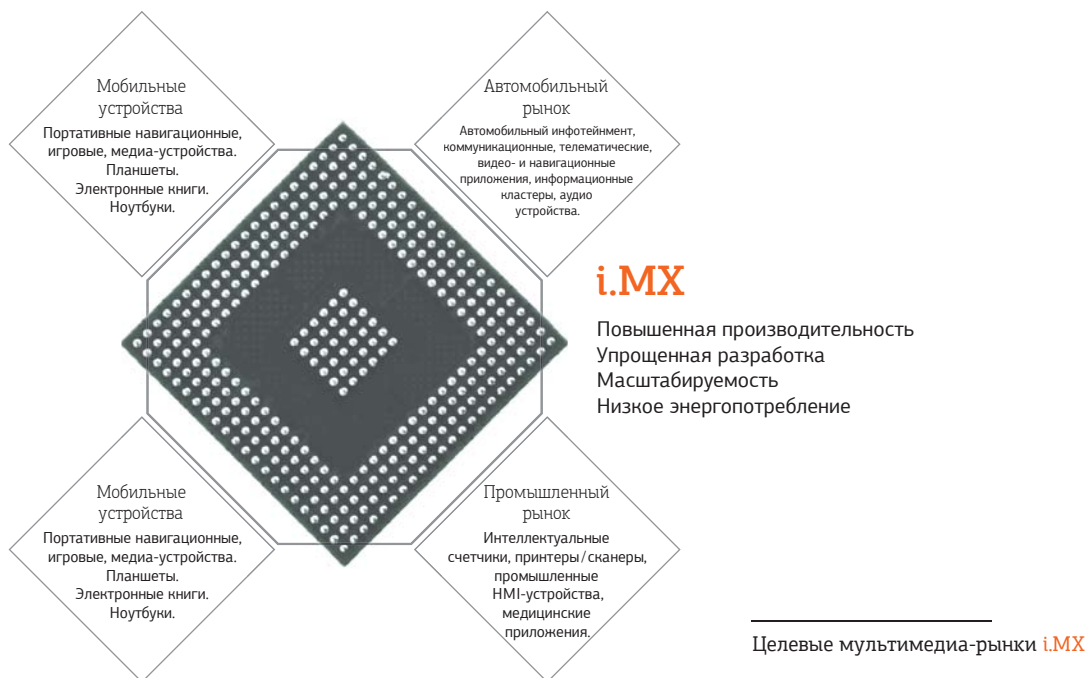 Мобильные
устройства
Портативные навигационные,
игровые, медиа-устройства.
Планшеты.
Электронные книги.
Ноутбуки.
Автомобильный
рынок
Автомобильный инфотейнмент,
коммуникационные, телематические,
видео- и навигационные
приложения, информационные
кластеры, аудио
устройства.
i.MX
Повышенная производительность
Упрощенная разработка
Масштабируемость
Низкое энергопотребление
Мобильные
устройства
Портативные навигационные,
игровые, медиа-устройства.
Планшеты.
Электронные книги.
Ноутбуки.
Промышленный
рынок
Интеллектуальные
счетчики, принтеры/сканеры,
промышленные
HMI-устройства,
медицинские
приложения.
Целевые мультимедиа-рынки i.MX